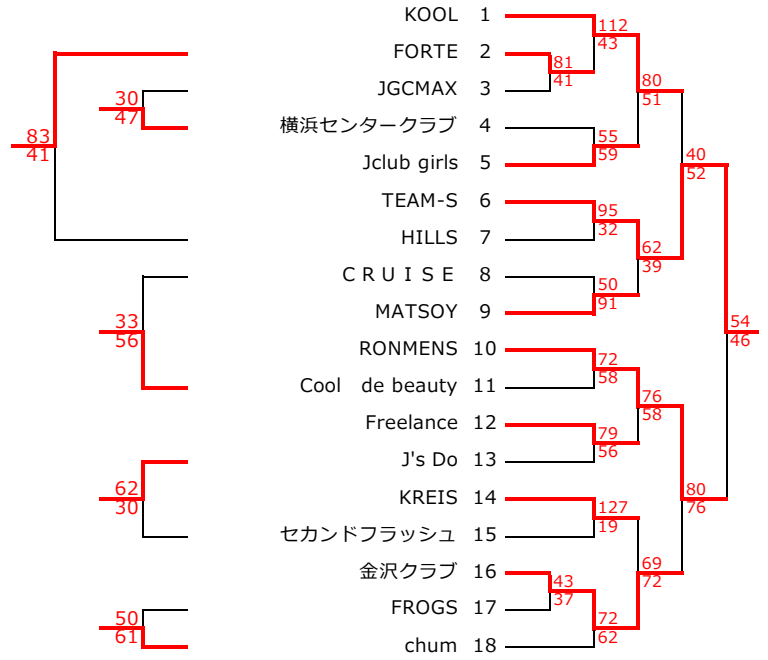 KOOL 1
112
43
FORTE 2
81
41
JGCMAX 3
30
47
80
51
横浜センタークラブ 4
83
41
55
59
Jclub girls 5
40
52
TEAM-S 6
95
32
HILLS 7
62
39
ＣＲＵＩＳＥ 8
50
91
MATSOY 9
33
56
54
46
RONMENS 10
72
58
Cool　de beauty 11
76
58
Freelance 12
79
56
J's Do 13
62
30
KREIS 14
80
76
127
19
セカンドフラッシュ 15
金沢クラブ 16
43
37
69
72
FROGS 17
50
61
72
62
chum 18